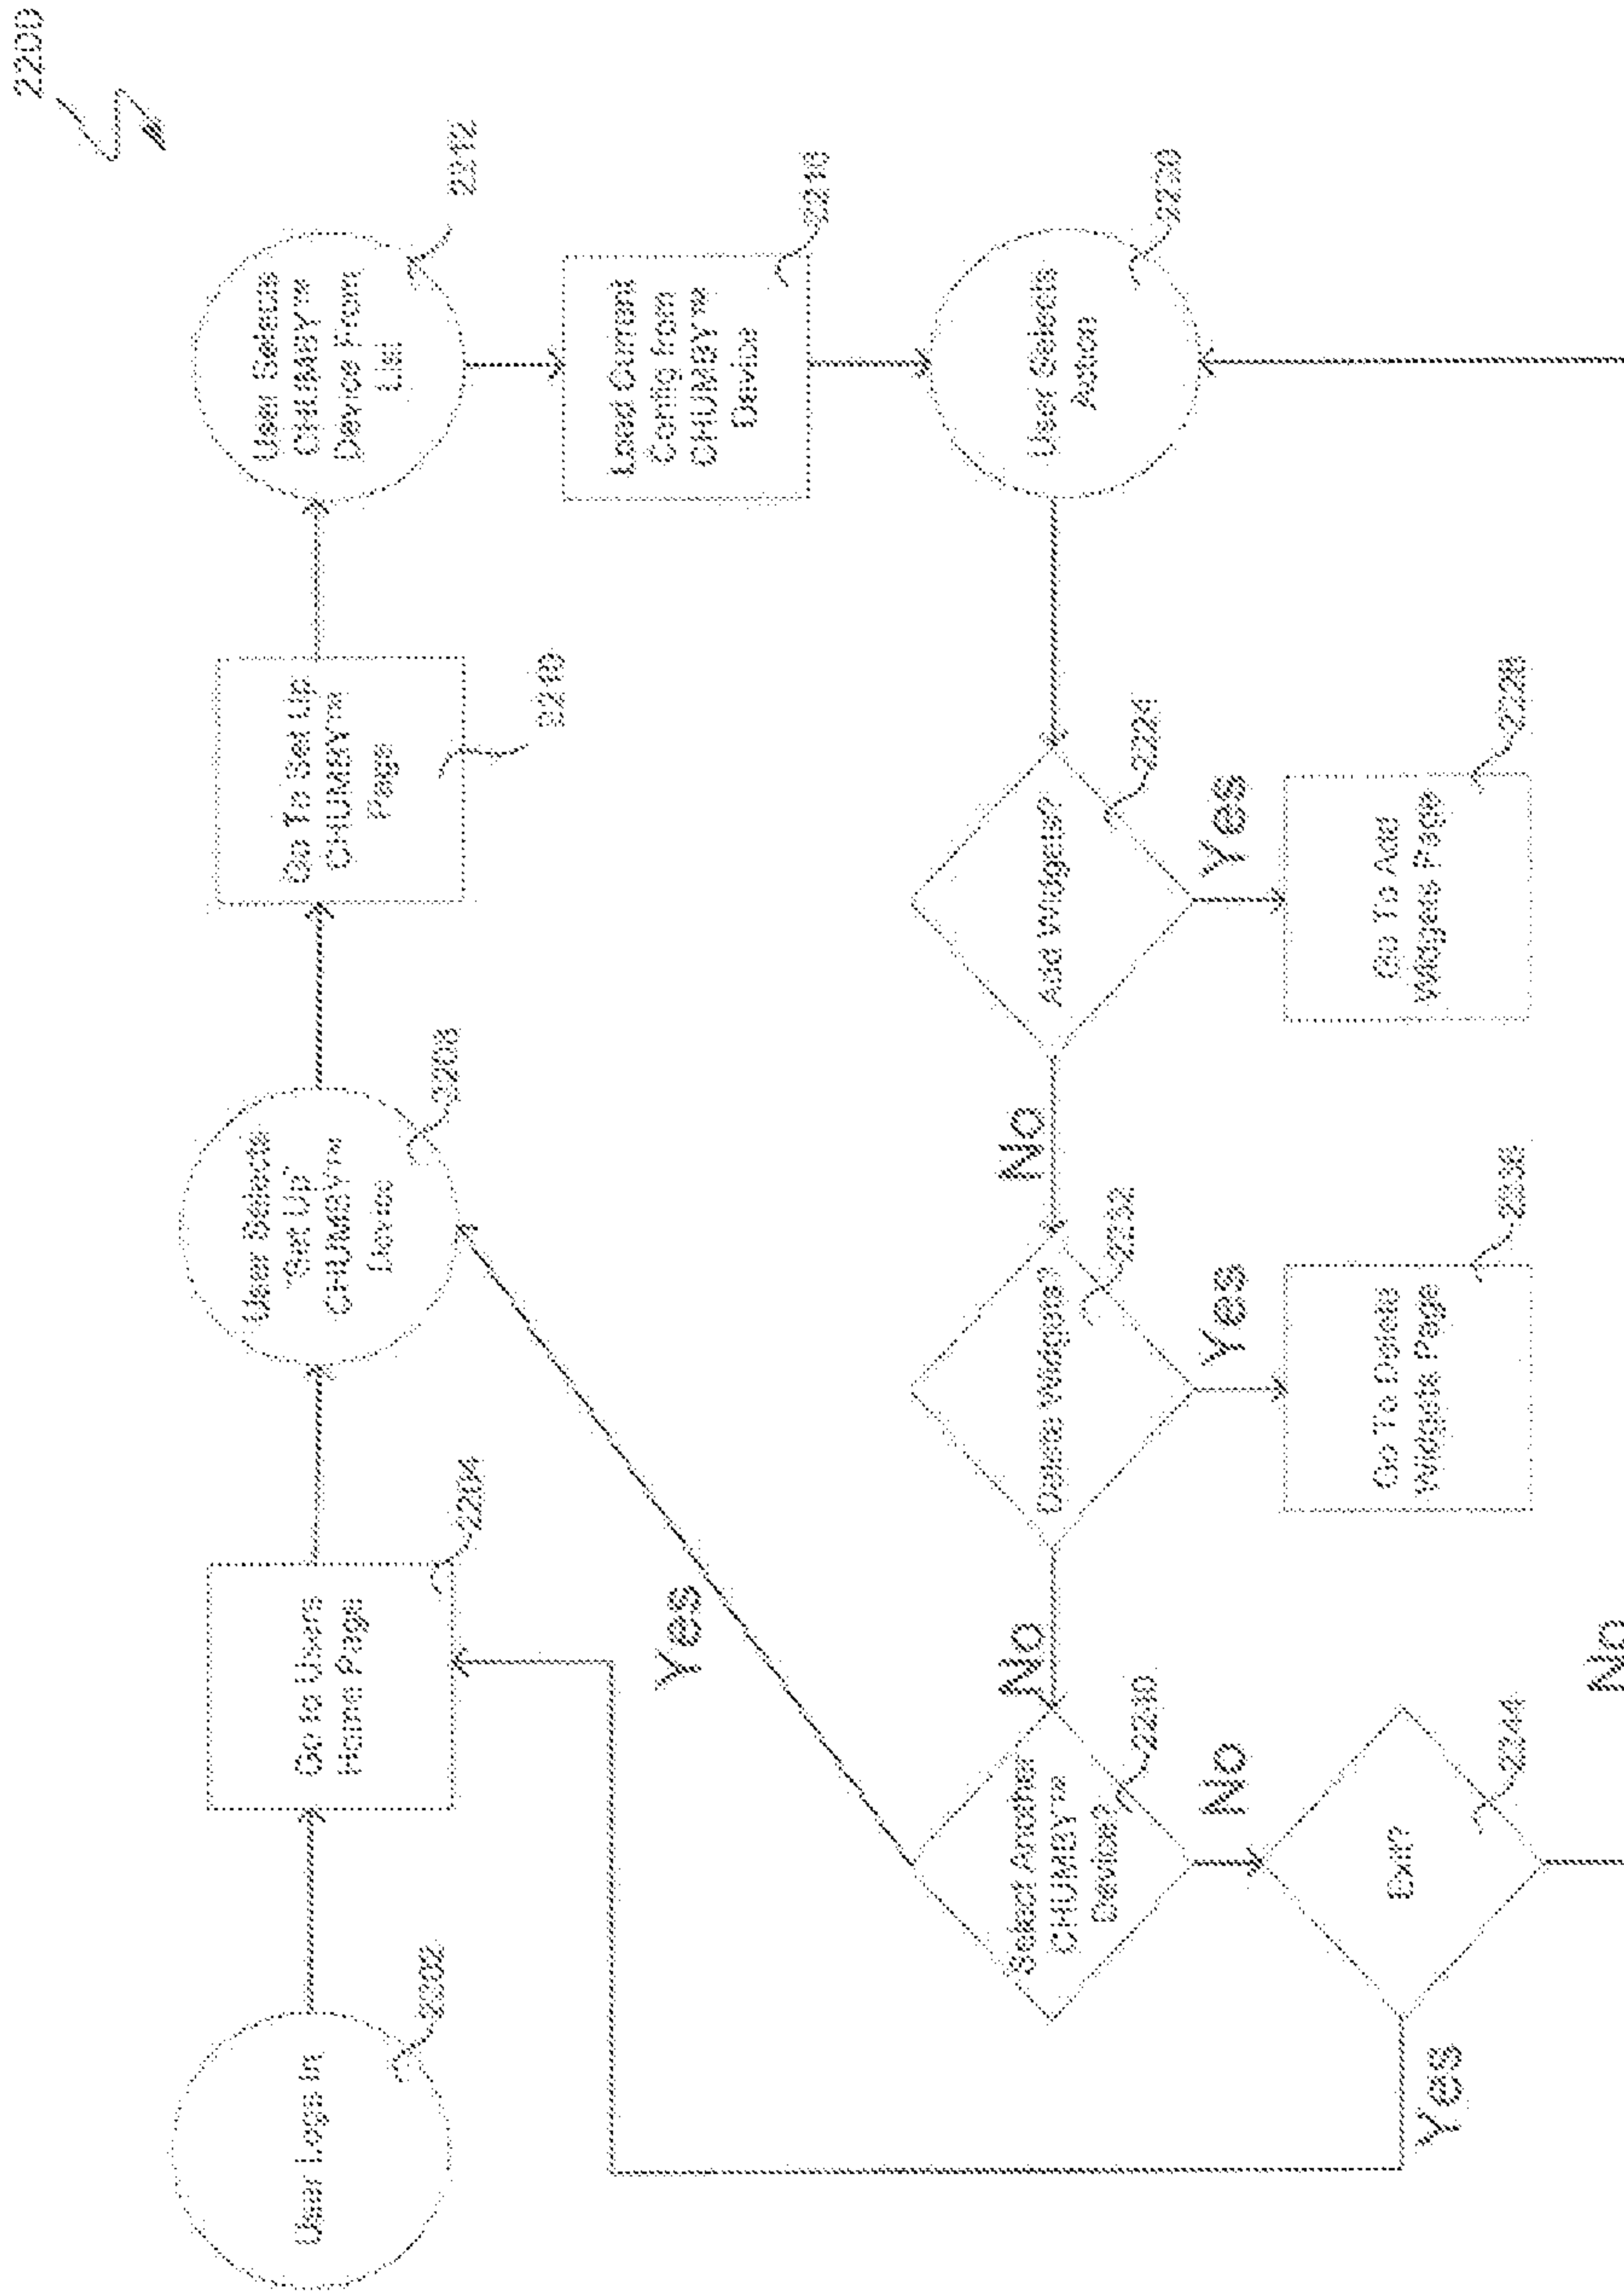 2200
User Logs In
2202
Go to Users
Home Page
2204
User Selects
"Set Up"
CHUMBY™
Device
2208
Go To Set Up
CHUMBY™
Page
User Selects
CHUMBY™
Device From
List
2212
Load Current
Config from
CHUMBY™
Device
2216
User Selects
Action
Add Widgets?
2224
Yes
Go To Add
Widgets Page
2228
No
Delete Widgets?
2232
Yes
Go To Delete
Widgets Page
2236
No
Select Another
CHUMBY™
Device?
2240
Yes
No
Exit?
2244
Yes
No